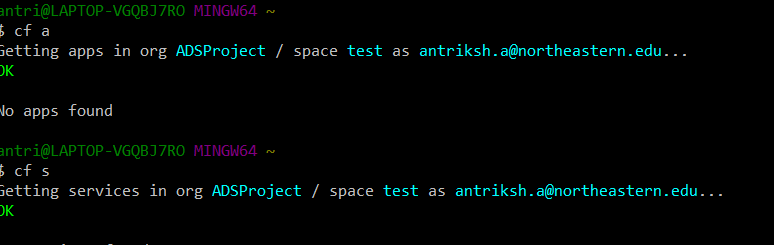 antri@LAPTOP-VGQBJ7RO MINGW64 ~
$ cf a
Getting apps in org ADSProject / space test as antriksh.a@northeastern.edu...
OK
No apps found
antri@LAPTOP-VGQBJ7RO MINGW64 ~
$ cf s
Getting services in org ADSProject / space test as antriksh.a@northeastern.edu...
OK